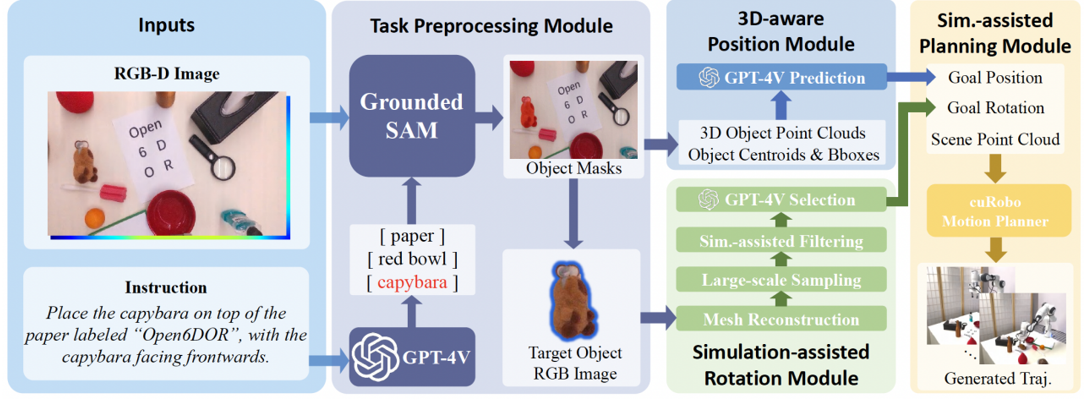 Inputs
RGB-D Image
Open
6 D
O R
Instruction
Place the capybara on top of the
paper labeled “Open6DOR”, with the
capybara facing frontwards.
Task Preprocessing Module
Grounded
SAM
[ paper ]
[ red bowl ]
[ capybara ]
GPT-4V
Open
6 D
O R
Object Masks
Target Object
RGB Image
3D-aware
Position Module
GPT-4V Prediction
3D Object Point Clouds
Object Centroids & Bboxes
GPT-4V Selection
Sim.-assisted Filtering
Large-scale Sampling
Mesh Reconstruction
Simulation-assisted
Rotation Module
Sim.-assisted
Planning Module
Goal Position
Goal Rotation
Scene Point Cloud
cuRobo
Motion Planner
Generated Traj.